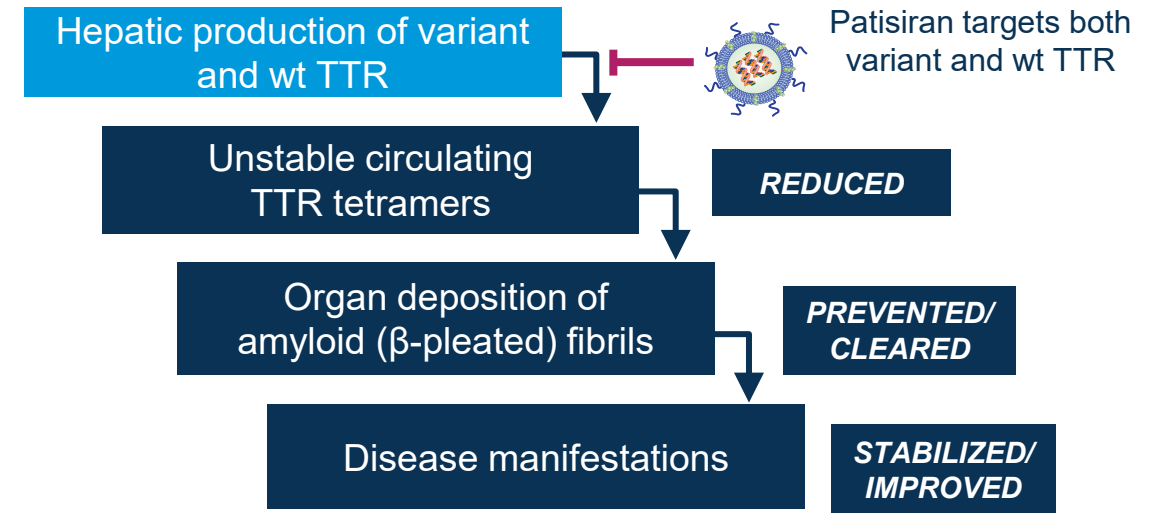 Hepatic production of variant
and wt TTR
Patisiran targets both
variant and wt TTR
Unstable circulating
TTR tetramers
REDUCED
Organ deposition of
amyloid (β-pleated) fibrils
PREVENTED/
CLEARED
Disease manifestations
STABILIZED/
IMPROVED